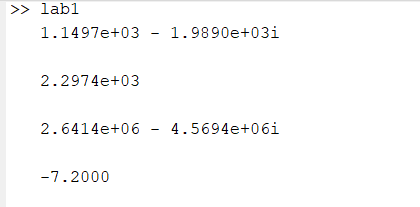 >> lab1
1.1497e+03 - 1.9890e+03i
2.2974e+03
2.6414e+06 - 4.5694e+06i
-7.2000